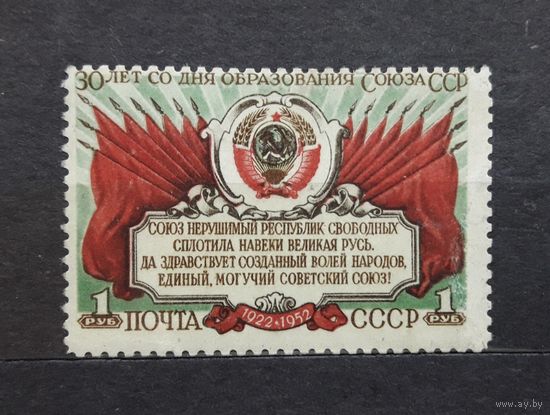 30 ЛЕТ СО ДНЯ ОБРАЗОВАНИЯ СОЮЗА ССР
СОЮЗ НЕРУШИМЫЙ РЕСПУБЛИК СВОБОДНЫХ
СПЛОТИЛА НАВЕКИ ВЕЛИКАЯ РУСЬ.
ДА ЗДРАВСТВУЕТ СОЗДАННЫЙ ВОЛЕЙ НАРОДОВ,
ЕДИНЫЙ, МОГУЧИЙ СОВЕТСКИЙ СОЮЗ!
1922 ★ 1952
1 РУБ ПОЧТА СССР 1 РУБ
www.ay.by